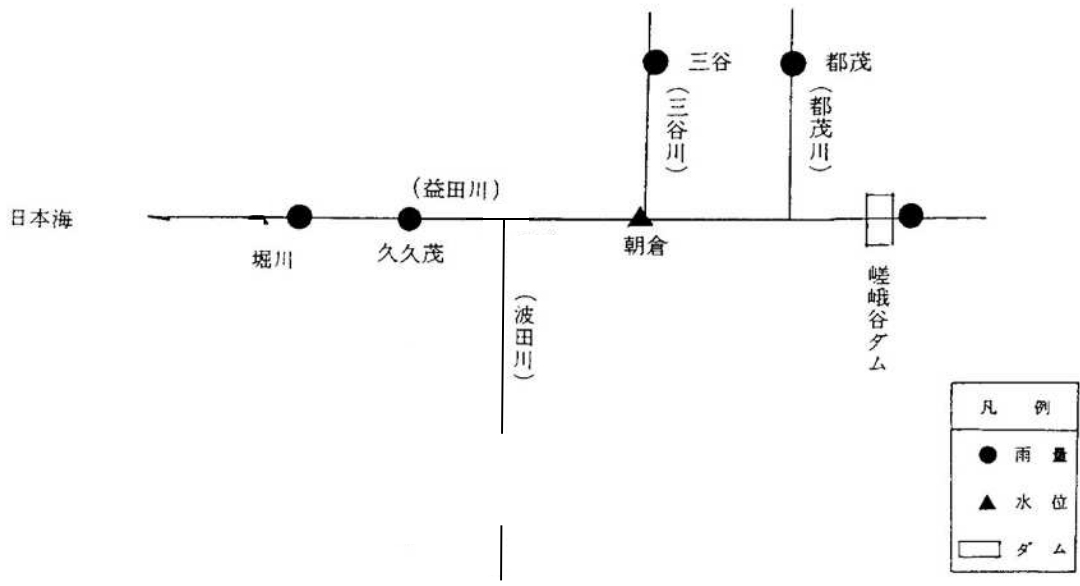 三谷
都茂
(三谷川)
(都茂川)
(益田川)
日本海
堀川
久久茂
朝倉
(波田川)
嵯峨谷ダム
凡 例
雨 量
水 位
ダ ム